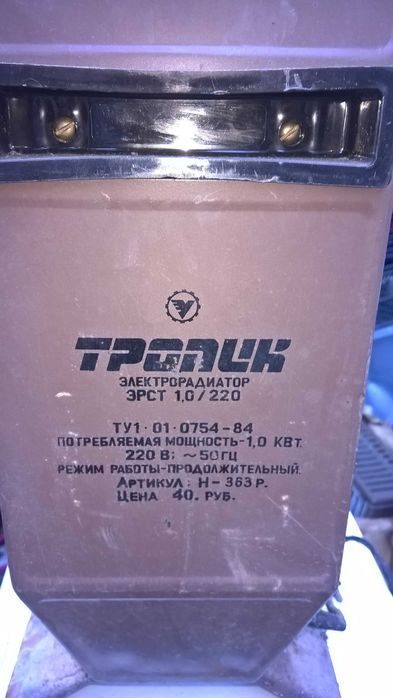 ТРОПИК
ЭЛЕКТРОРАДИАТОР
ЭРСТ 1,0/220
ТУ1·01·0754-84
ПОТРЕБЛЯЕМАЯ МОЩНОСТЬ-1,0 КВТ.
220 В; ~50ГЦ
РЕЖИМ РАБОТЫ-ПРОДОЛЖИТЕЛЬНЫЙ.
АРТИКУЛ: Н-363Р.
ЦЕНА 40. РУБ.